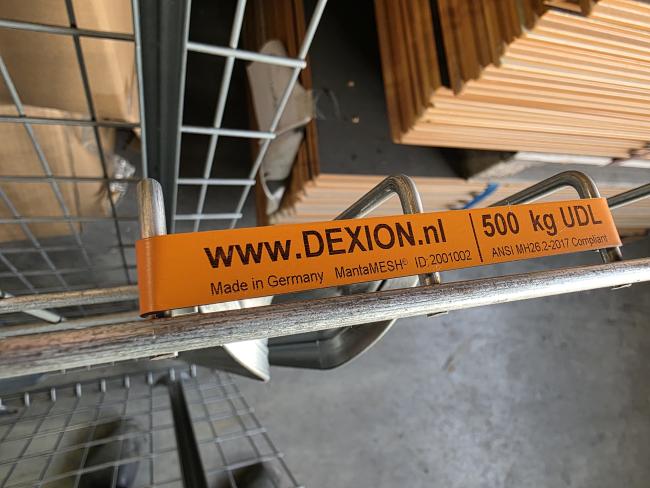 www.DEXION.nl
Made in Germany MantaMESH® ID:2001002
500 kg UDL
ANSI MH26.2-2017 Compliant